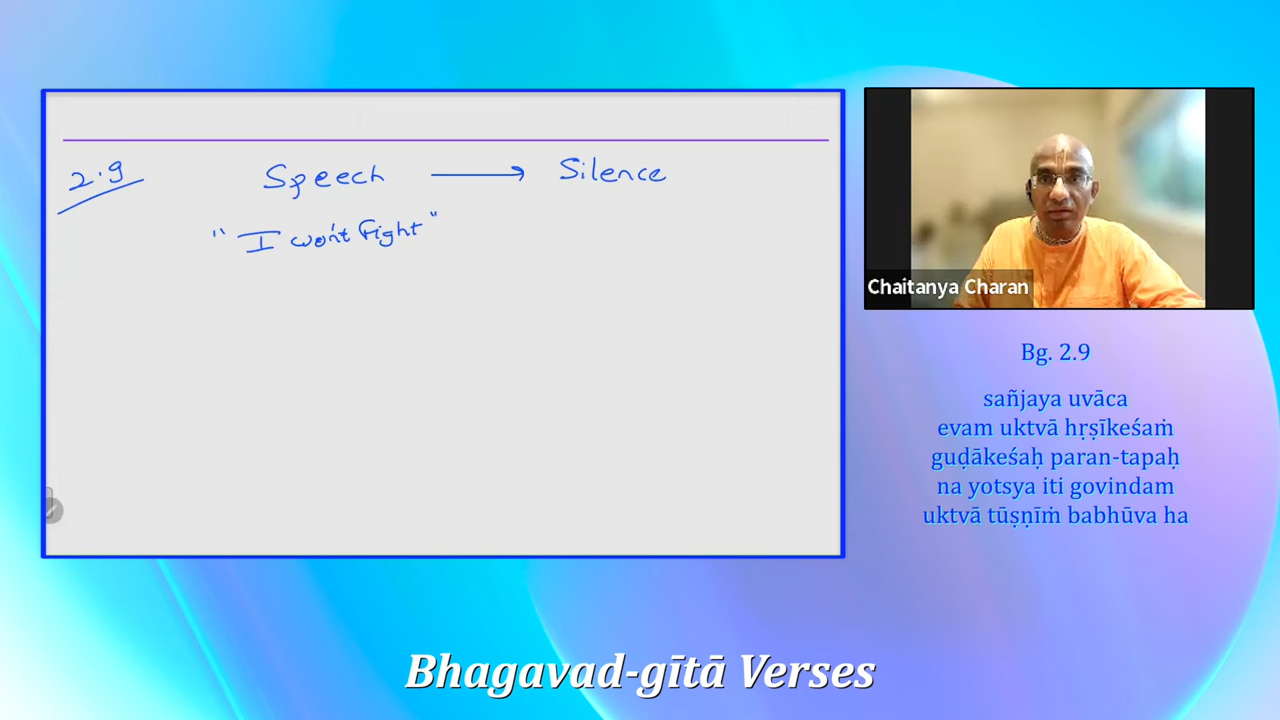 2.9 Speech → Silence
"I won't fight"
Chaitanya Charan
Bg. 2.9
sañjaya uvāca
evam uktvā hṛṣīkeśaṁ
guḍākeśaḥ paran-tapaḥ
na yotsya iti govindam
uktvā tūṣṇīṁ babhūva ha
Bhagavad-gītā Verses